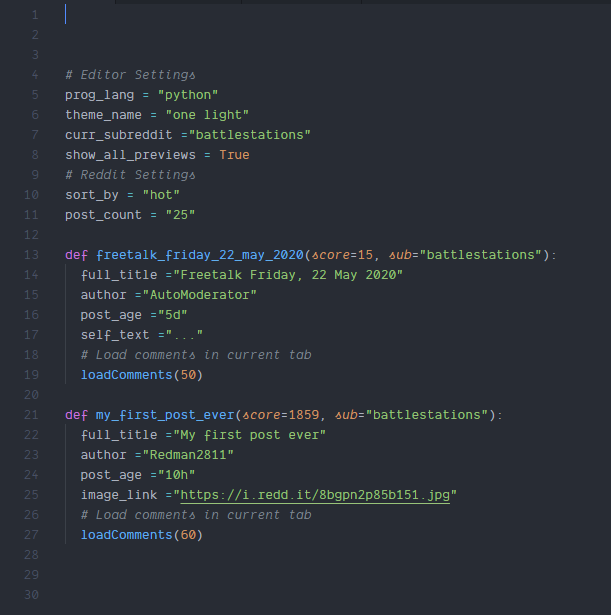 1
2
3
4 # Editor Settings
5 prog_lang = "python"
6 theme_name = "one light"
7 curr_subreddit ="battlestations"
8 show_all_previews = True
9 # Reddit Settings
10 sort_by = "hot"
11 post_count = "25"
12
13 def freetalk_friday_22_may_2020(score=15, sub="battlestations"):
14 full_title ="Freetalk Friday, 22 May 2020"
15 author ="AutoModerator"
16 post_age ="5d"
17 self_text ="..."
18 # Load comments in current tab
19 loadComments(50)
20
21 def my_first_post_ever(score=1859, sub="battlestations"):
22 full_title ="My first post ever"
23 author ="Redman2811"
24 post_age ="10h"
25 image_link ="https://i.redd.it/8bgpn2p85b151.jpg"
26 # Load comments in current tab
27 loadComments(60)
28
29
30